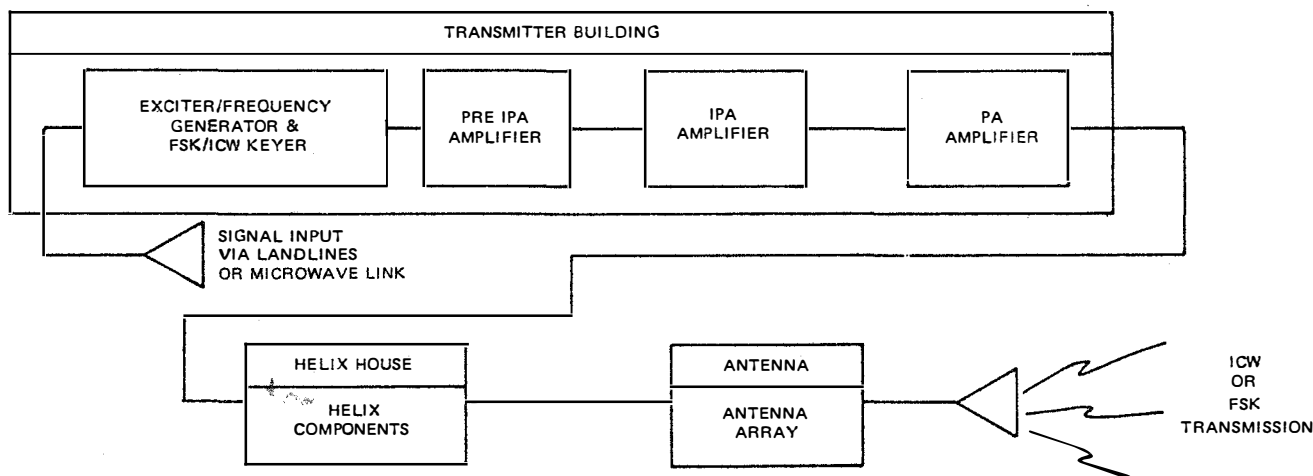 TRANSMITTER BUILDING
EXCITER/FREQUENCY
GENERATOR &
FSK/ICW KEYER
PRE IPA
AMPLIFIER
IPA
AMPLIFIER
PA
AMPLIFIER
SIGNAL INPUT
VIA LANDLINES
OR MICROWAVE LINK
HELIX HOUSE
HELIX
COMPONENTS
ANTENNA
ANTENNA
ARRAY
ICW
OR
FSK
TRANSMISSION